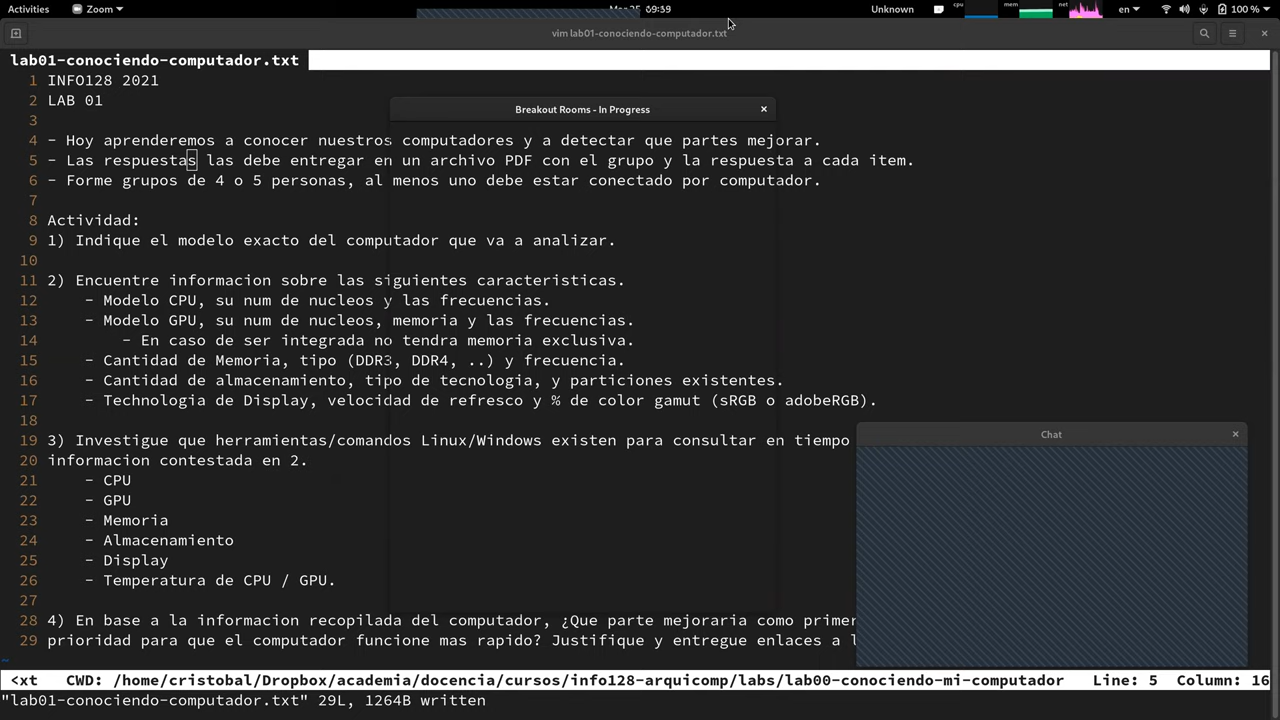 Activities Zoom 09:39 Unknown cpu mem net en 100 %
vim lab01-conociendo-computador.txt
lab01-conociendo-computador.txt
1 INFO128 2021
2 LAB 01
3
4 - Hoy aprenderemos a conocer nuestros computadores y a detectar que partes mejorar.
5 - Las respuestas las debe entregar en un archivo PDF con el grupo y la respuesta a cada item.
6 - Forme grupos de 4 o 5 personas, al menos uno debe estar conectado por computador.
7
8 Actividad:
9 1) Indique el modelo exacto del computador que va a analizar.
10
11 2) Encuentre informacion sobre las siguientes caracteristicas.
12 - Modelo CPU, su num de nucleos y las frecuencias.
13 - Modelo GPU, su num de nucleos, memoria y las frecuencias.
14 - En caso de ser integrada no tendra memoria exclusiva.
15 - Cantidad de Memoria, tipo (DDR3, DDR4, ..) y frecuencia.
16 - Cantidad de almacenamiento, tipo de tecnologia, y particiones existentes.
17 - Technologia de Display, velocidad de refresco y % de color gamut (sRGB o adobeRGB).
18
19 3) Investigue que herramientas/comandos Linux/Windows existen para consultar en tiempo
20 informacion contestada en 2.
21 - CPU
22 - GPU
23 - Memoria
24 - Almacenamiento
25 - Display
26 - Temperatura de CPU / GPU.
27
28 4) En base a la informacion recopilada del computador, ¿Que parte mejoraria como primer
29 prioridad para que el computador funcione mas rapido? Justifique y entregue enlaces a l
~
<xt CWD: /home/cristobal/Dropbox/academia/docencia/cursos/info128-arquicomp/labs/lab00-conociendo-mi-computador Line: 5 Column: 16
"lab01-conociendo-computador.txt" 29L, 1264B written
Breakout Rooms - In Progress
Chat